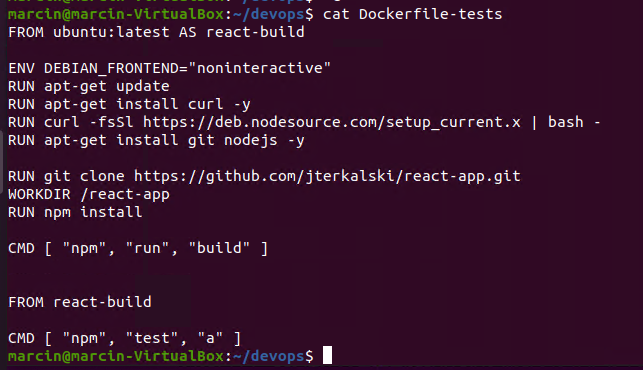 marcin@marcin-VirtualBox:~/devops$ cat Dockerfile-tests
FROM ubuntu:latest AS react-build
ENV DEBIAN_FRONTEND="noninteractive"
RUN apt-get update
RUN apt-get install curl -y
RUN curl -fsSl https://deb.nodesource.com/setup_current.x | bash -
RUN apt-get install git nodejs -y
RUN git clone https://github.com/jterkalski/react-app.git
WORKDIR /react-app
RUN npm install
CMD [ "npm", "run", "build" ]
FROM react-build
CMD [ "npm", "test", "a" ]
marcin@marcin-VirtualBox:~/devops$